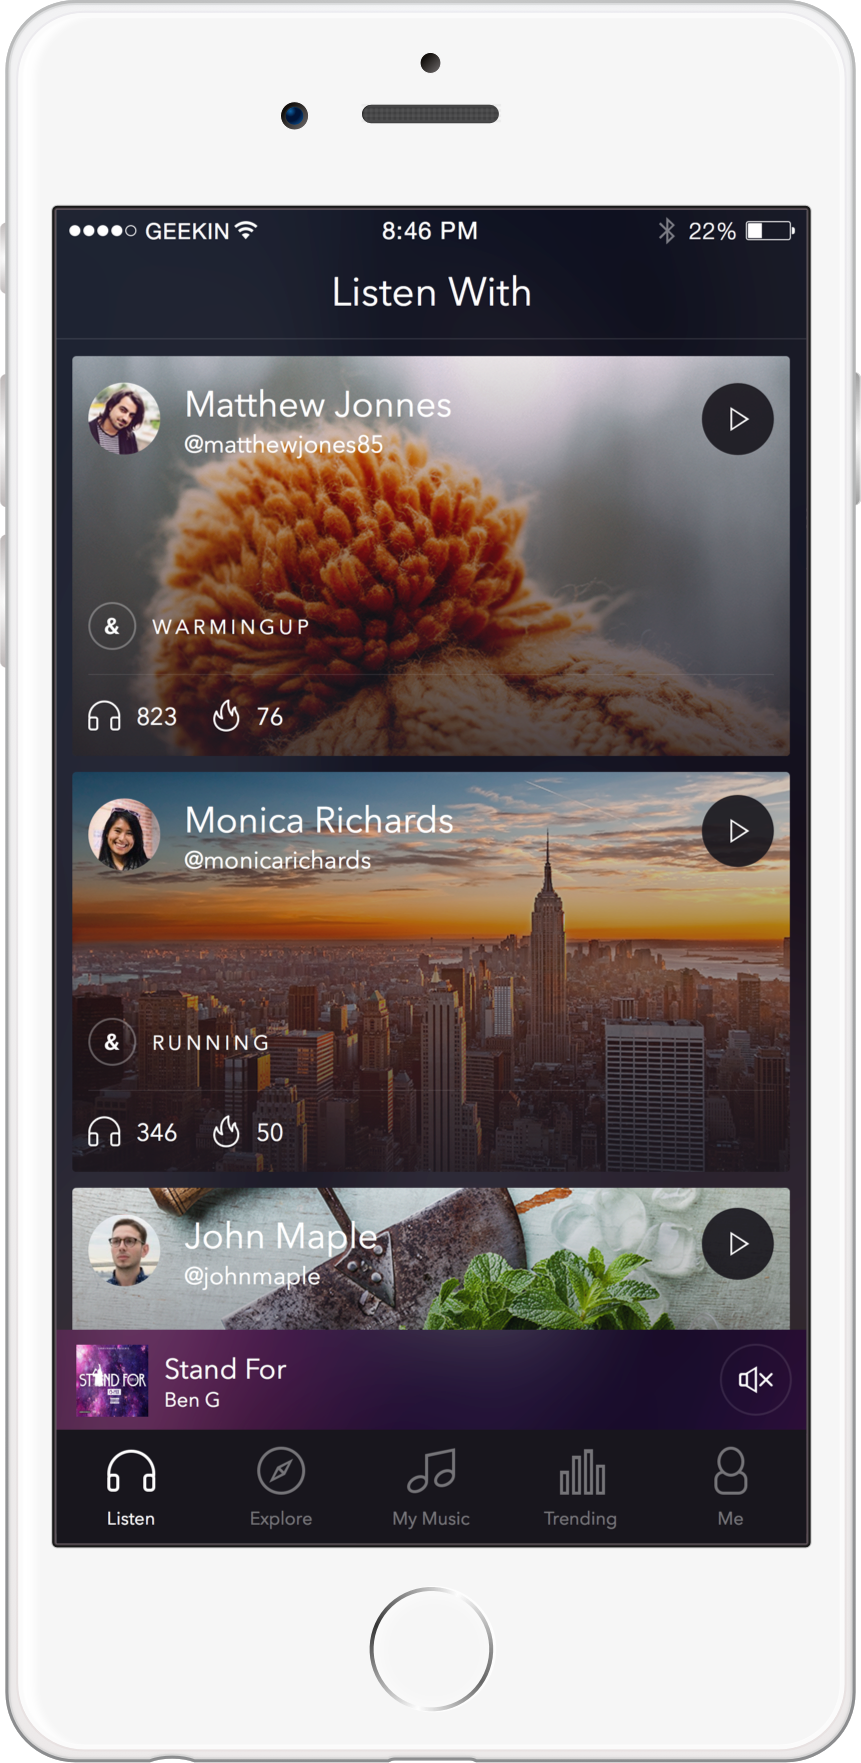 GEEKIN 8:46 PM 22%
Listen With
Matthew Jonnes
@matthewjones85
& WARMINGUP
823 76
Monica Richards
@monicarichards
& RUNNING
346 50
John Maple
@johnmaple
STAND FOR
Stand For
Ben G
Listen Explore My Music Trending Me